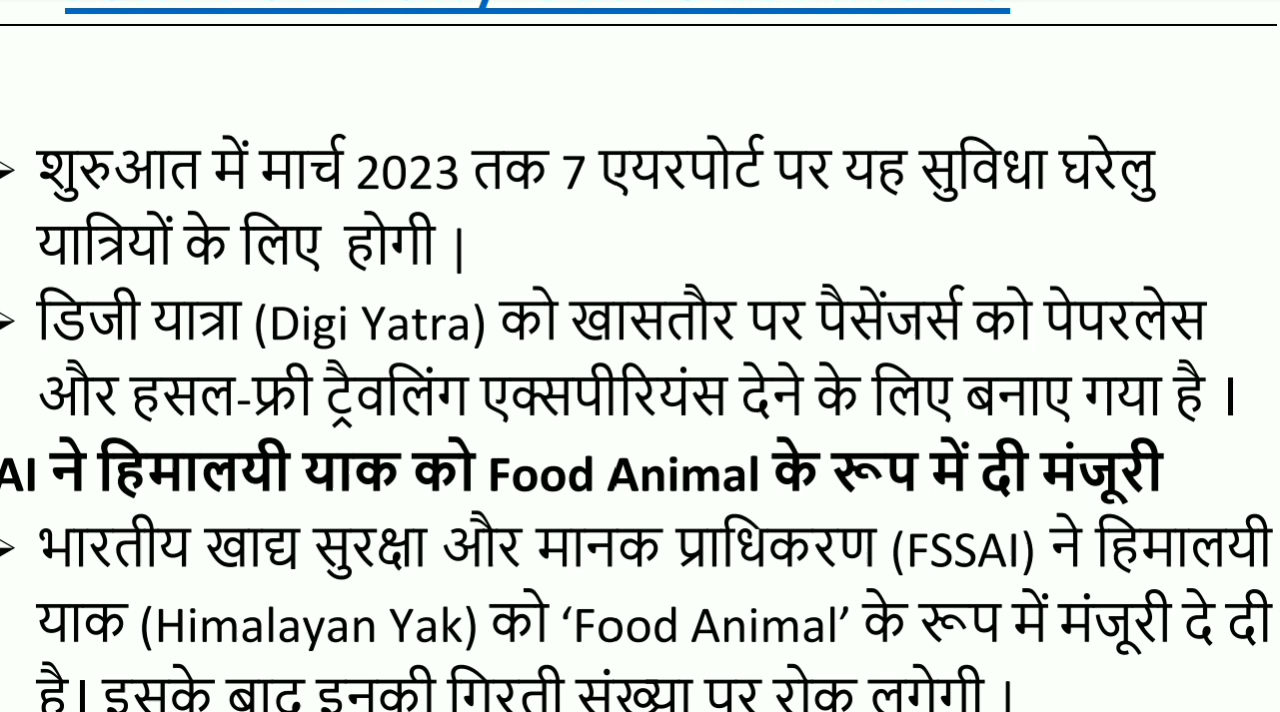 ➢ शुरुआत में मार्च 2023 तक 7 एयरपोर्ट पर यह सुविधा घरेलु
यात्रियों के लिए होगी |
➢ डिजी यात्रा (Digi Yatra) को खासतौर पर पैसेंजर्स को पेपरलेस
और हसल-फ्री ट्रैवलिंग एक्सपीरियंस देने के लिए बनाए गया है ।
AI ने हिमालयी याक को Food Animal के रूप में दी मंजूरी
➢ भारतीय खाद्य सुरक्षा और मानक प्राधिकरण (FSSAI) ने हिमालयी
याक (Himalayan Yak) को ‘Food Animal’ के रूप में मंजूरी दे दी
है। इसके बाद इनकी गिरती संख्या पर रोक लगेगी ।